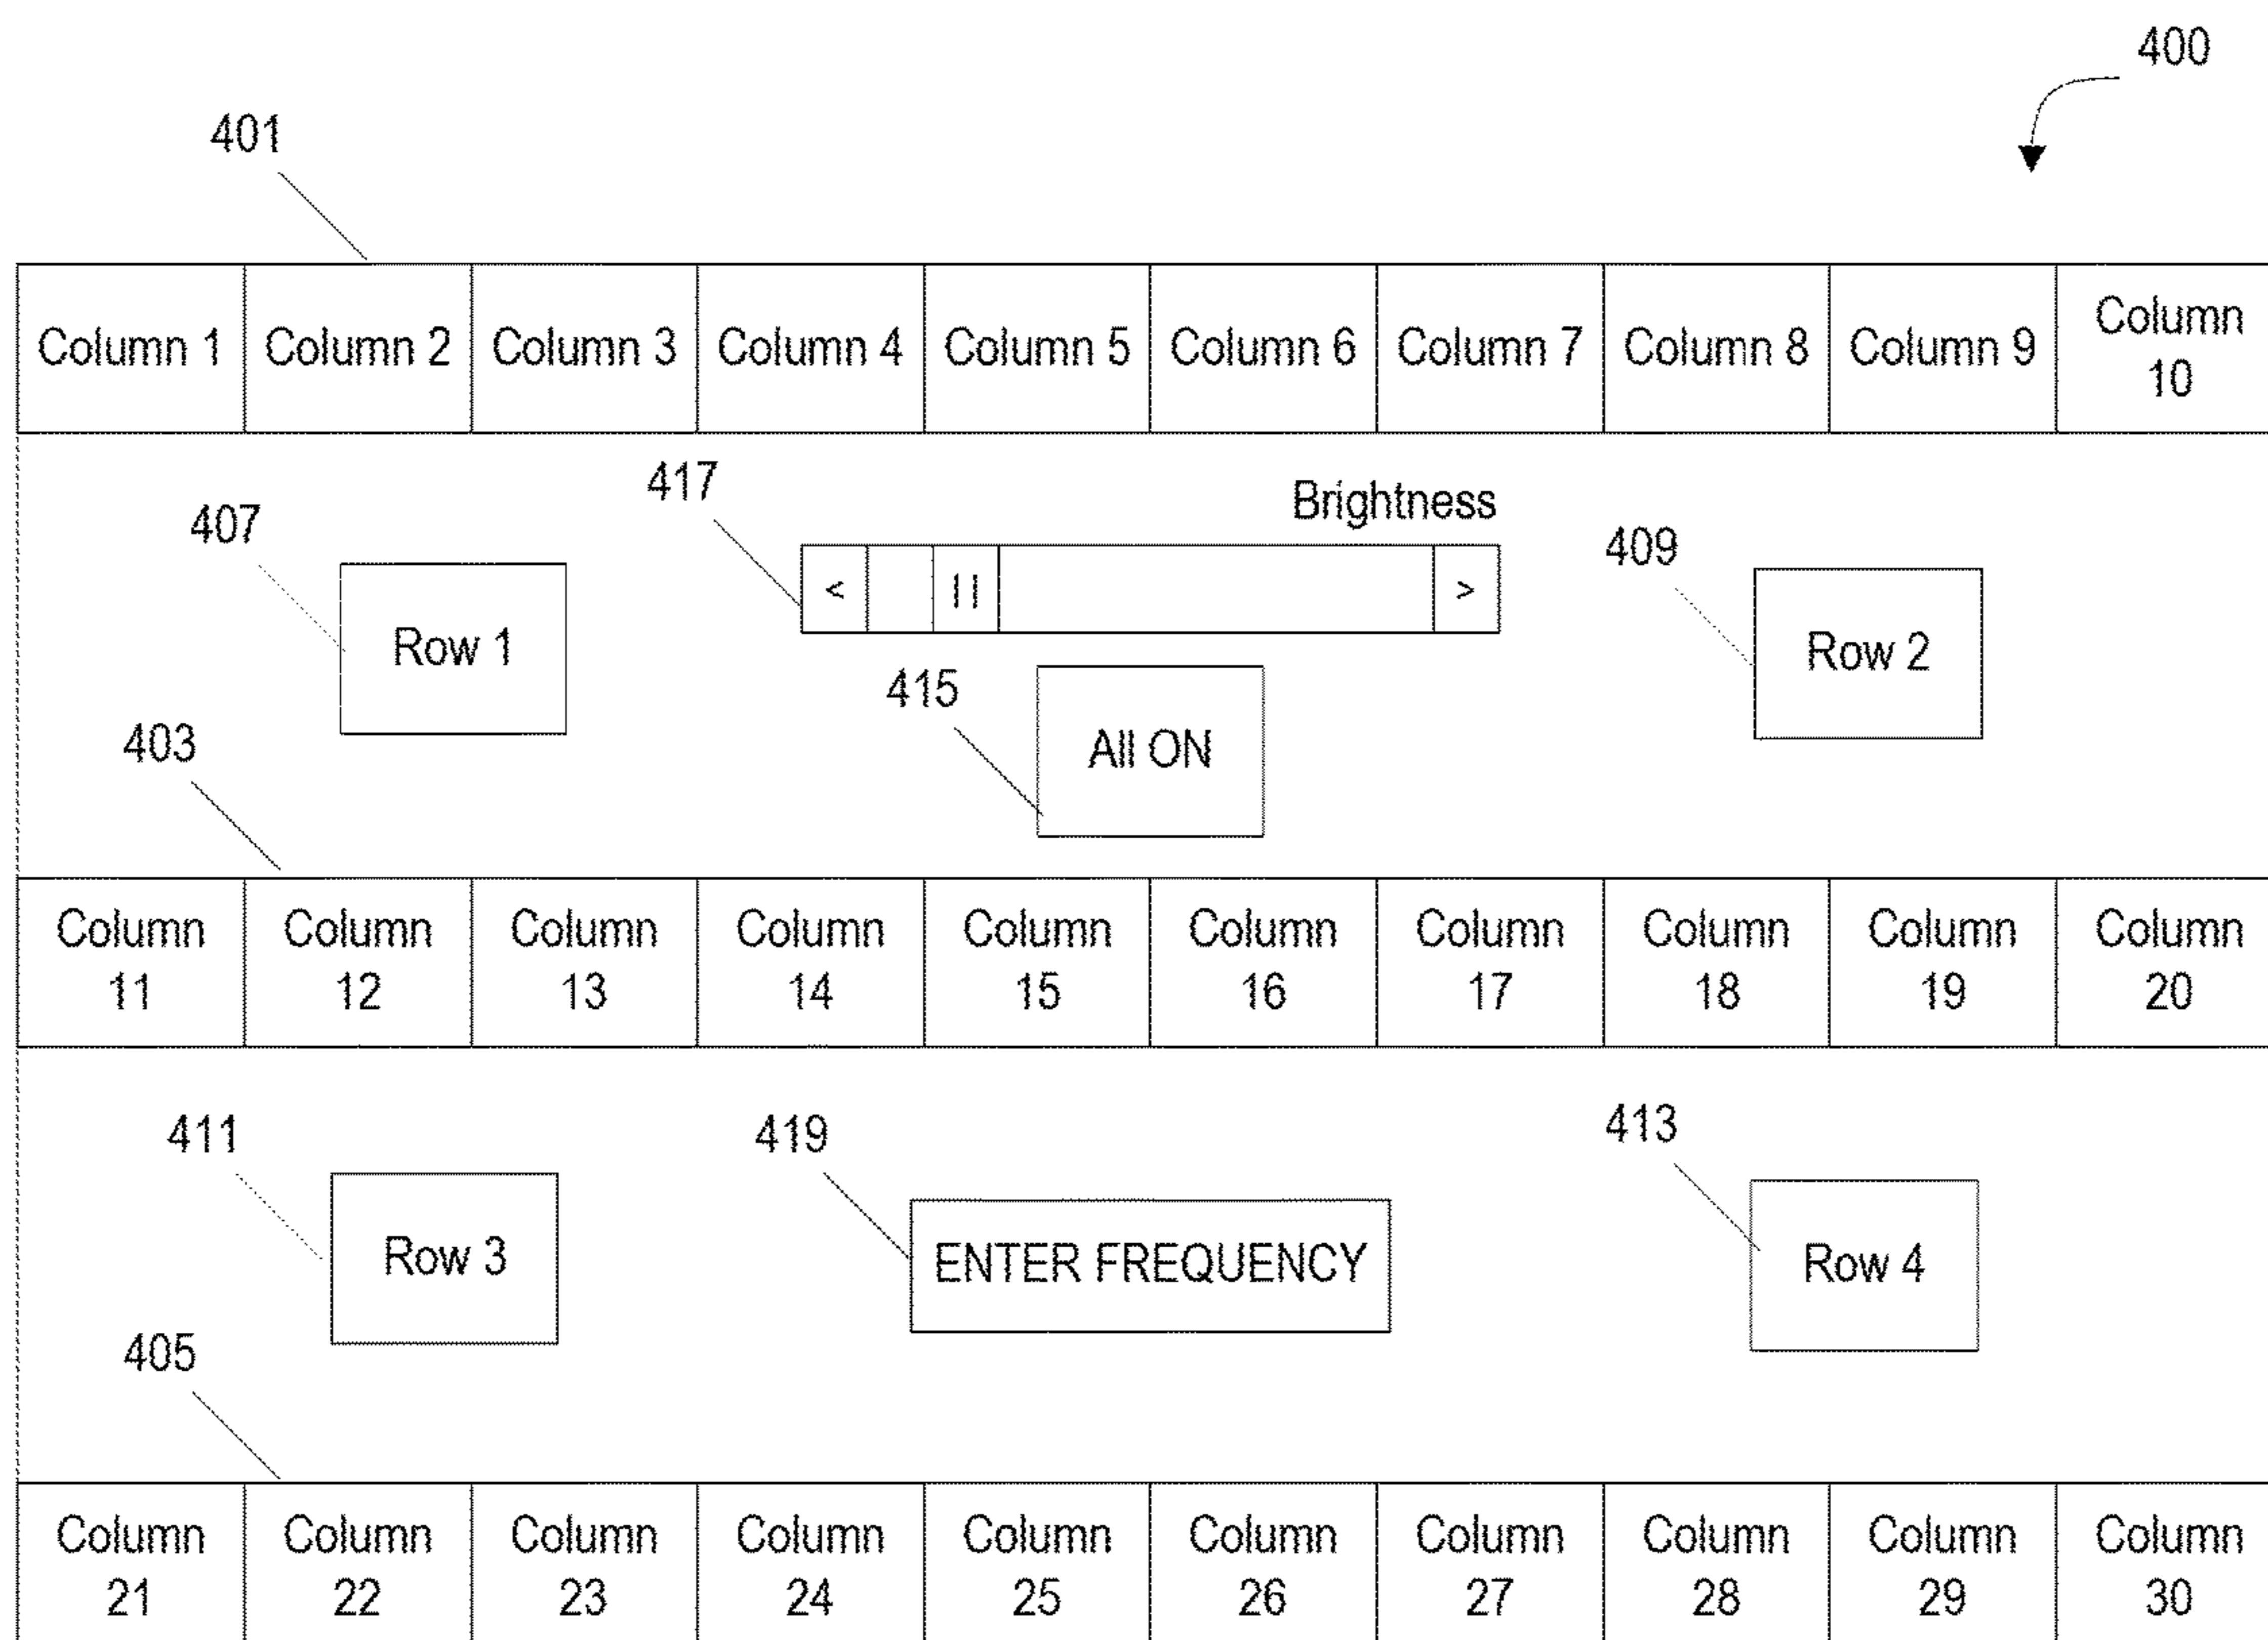 400
401
Column 1 Column 2 Column 3 Column 4 Column 5 Column 6 Column 7 Column 8 Column 9 Column 10
417
Brightness
407
409
< || >
Row 1
Row 2
415
All ON
403
Column 11 Column 12 Column 13 Column 14 Column 15 Column 16 Column 17 Column 18 Column 19 Column 20
411
419
413
Row 3
ENTER FREQUENCY
Row 4
405
Column 21 Column 22 Column 23 Column 24 Column 25 Column 26 Column 27 Column 28 Column 29 Column 30